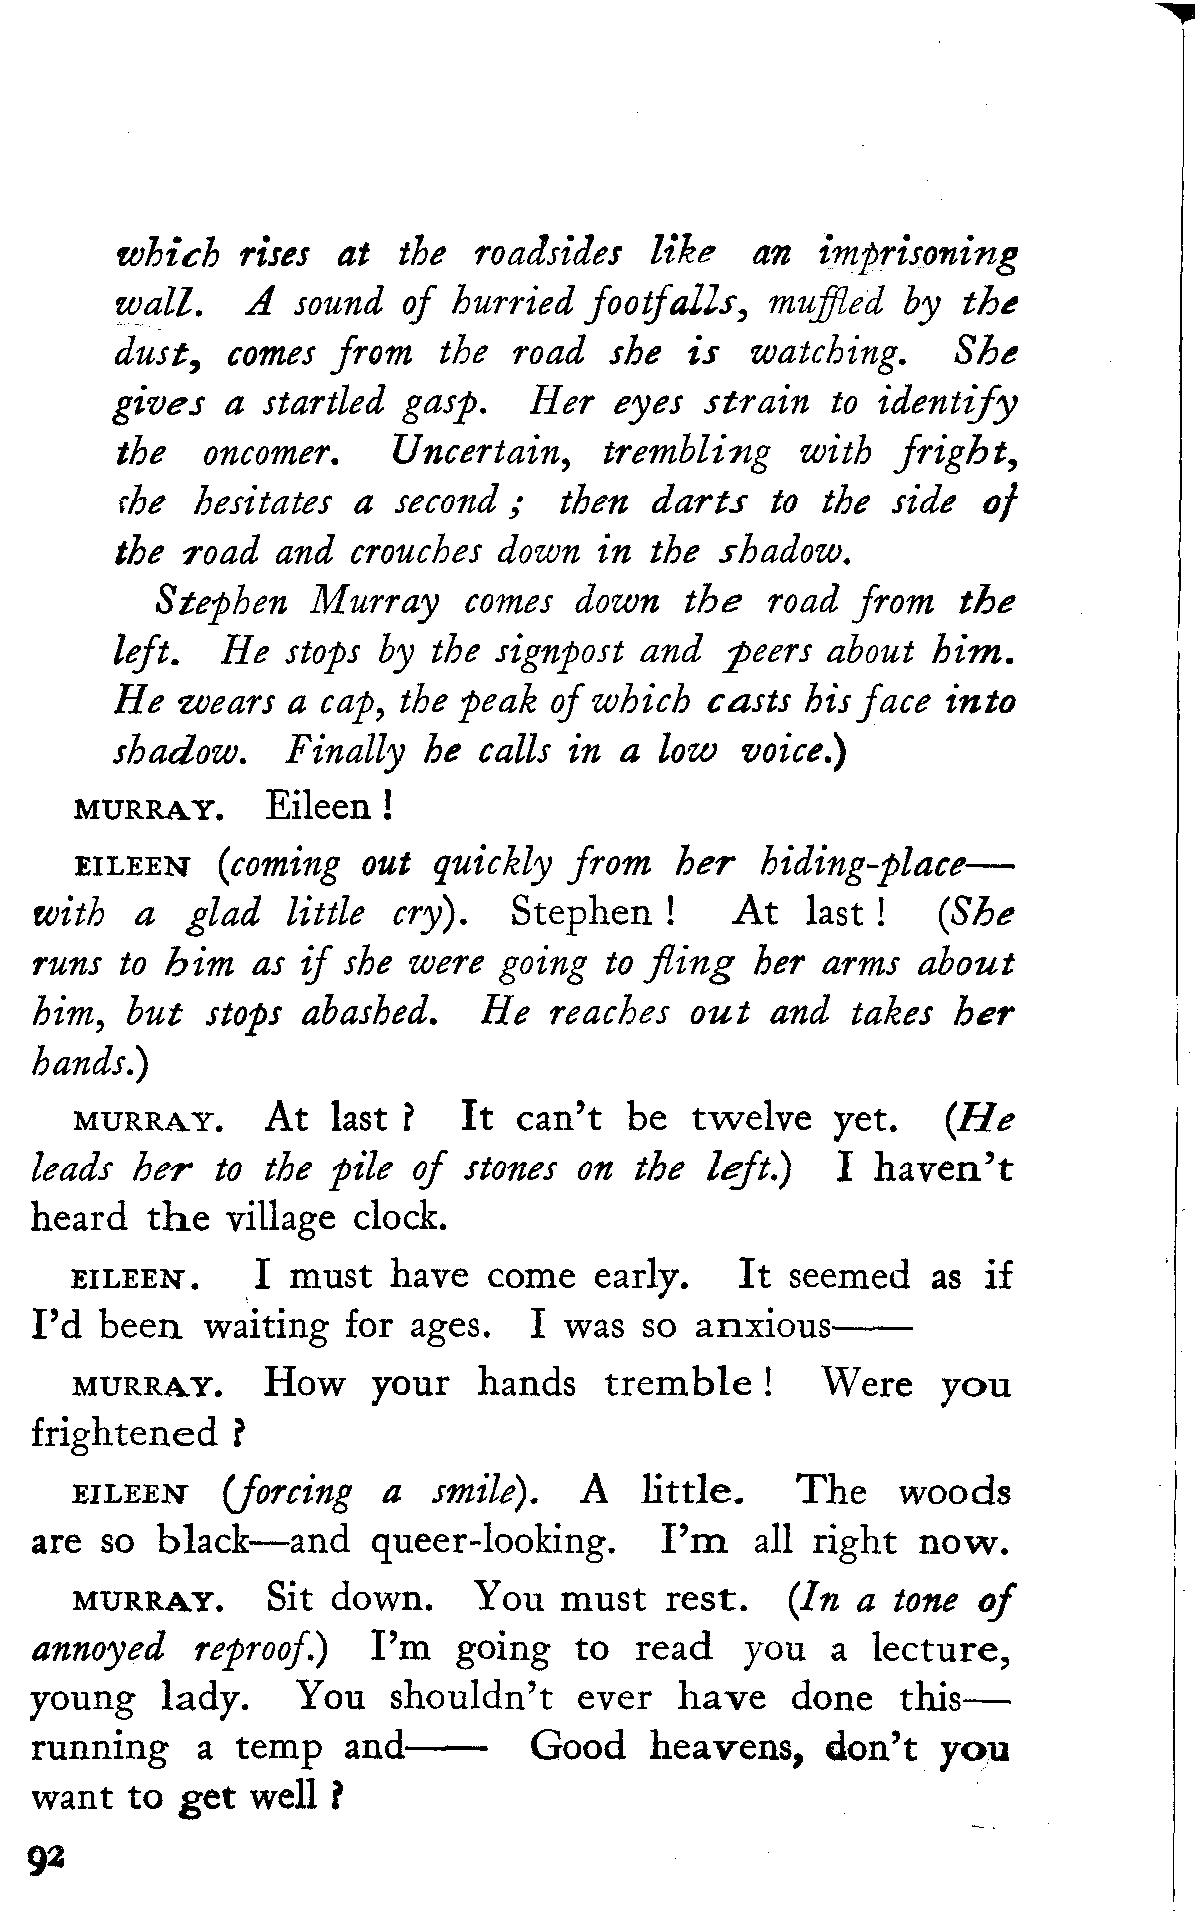 which rises at the roadsides like an imprisoning
wall. A sound of hurried footfalls, muffled by the
dust, comes from the road she is watching. She
gives a startled gasp. Her eyes strain to identify
the oncomer. Uncertain, trembling with fright,
she hesitates a second ; then darts to the side of
the road and crouches down in the shadow.
Stephen Murray comes down the road from the
left. He stops by the signpost and peers about him.
He wears a cap, the peak of which casts his face into
shadow. Finally he calls in a low voice.)
MURRAY. Eileen !
EILEEN (coming out quickly from her hiding-place—
with a glad little cry). Stephen ! At last ! (She
runs to him as if she were going to fling her arms about
him, but stops abashed. He reaches out and takes her
hands.)
MURRAY. At last ? It can't be twelve yet. (He
leads her to the pile of stones on the left.) I haven't
heard the village clock.
EILEEN. I must have come early. It seemed as if
I'd been waiting for ages. I was so anxious——
MURRAY. How your hands tremble ! Were you
frightened ?
EILEEN (forcing a smile). A little. The woods
are so black—and queer-looking. I'm all right now.
MURRAY. Sit down. You must rest. (In a tone of
annoyed reproof.) I'm going to read you a lecture,
young lady. You shouldn't ever have done this—
running a temp and—— Good heavens, don't you
want to get well ?
92